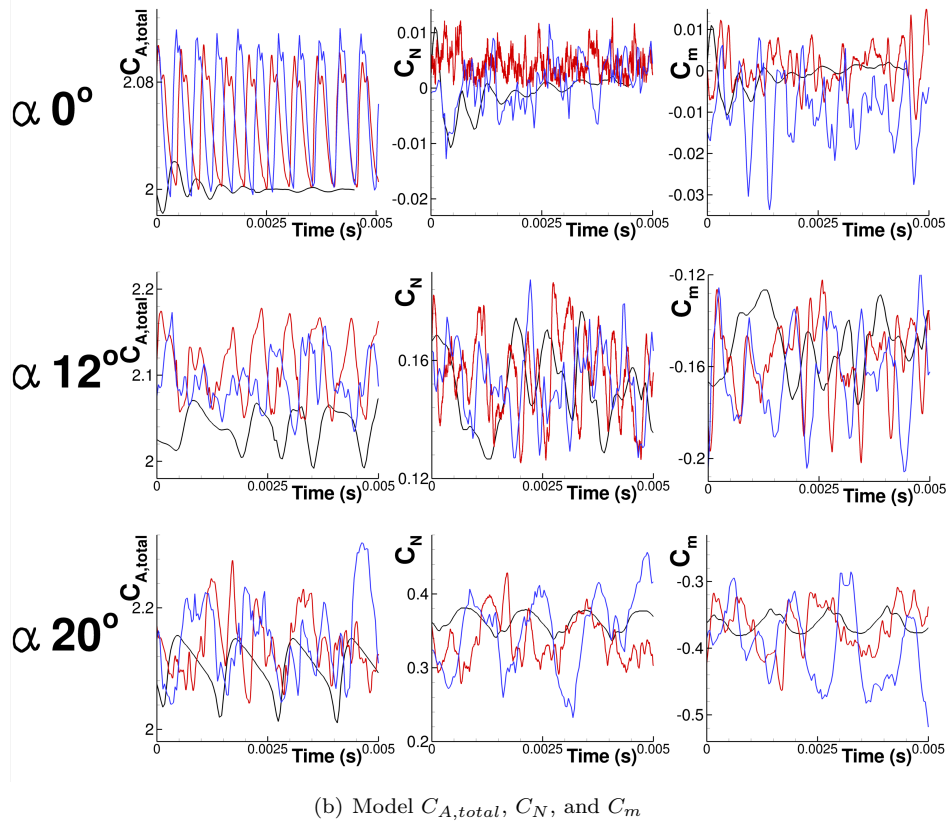 α 0°
C_A,total
2.08
2
0
0.0025
0.005
Time (s)
C_N
0.01
0
-0.01
-0.02
0
0.0025
0.005
Time (s)
C_m
0.01
0
-0.01
-0.02
-0.03
0
0.0025
0.005
Time (s)
α 12°
C_A,total
2.2
2.1
2
0
0.0025
0.005
Time (s)
C_N
0.16
0.12
0
0.0025
0.005
Time (s)
C_m
-0.12
-0.16
-0.2
0
0.0025
0.005
Time (s)
α 20°
C_A,total
2.2
2
0
0.0025
0.005
Time (s)
C_N
0.4
0.3
0.2
0
0.0025
0.005
Time (s)
C_m
-0.3
-0.4
-0.5
0
0.0025
0.005
Time (s)
(b) Model C_A,total, C_N, and C_m